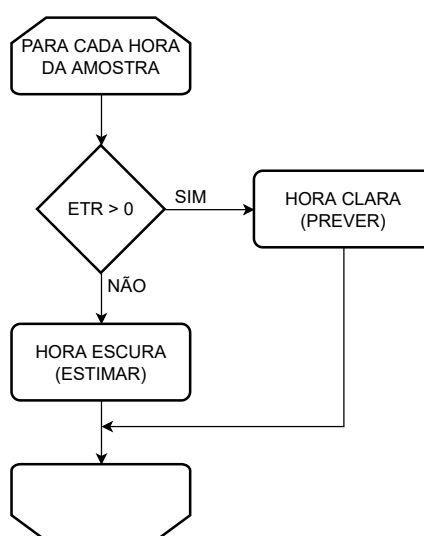 PARA CADA HORA
DA AMOSTRA
ETR > 0
SIM
HORA CLARA
(PREVER)
NÃO
HORA ESCURA
(ESTIMAR)